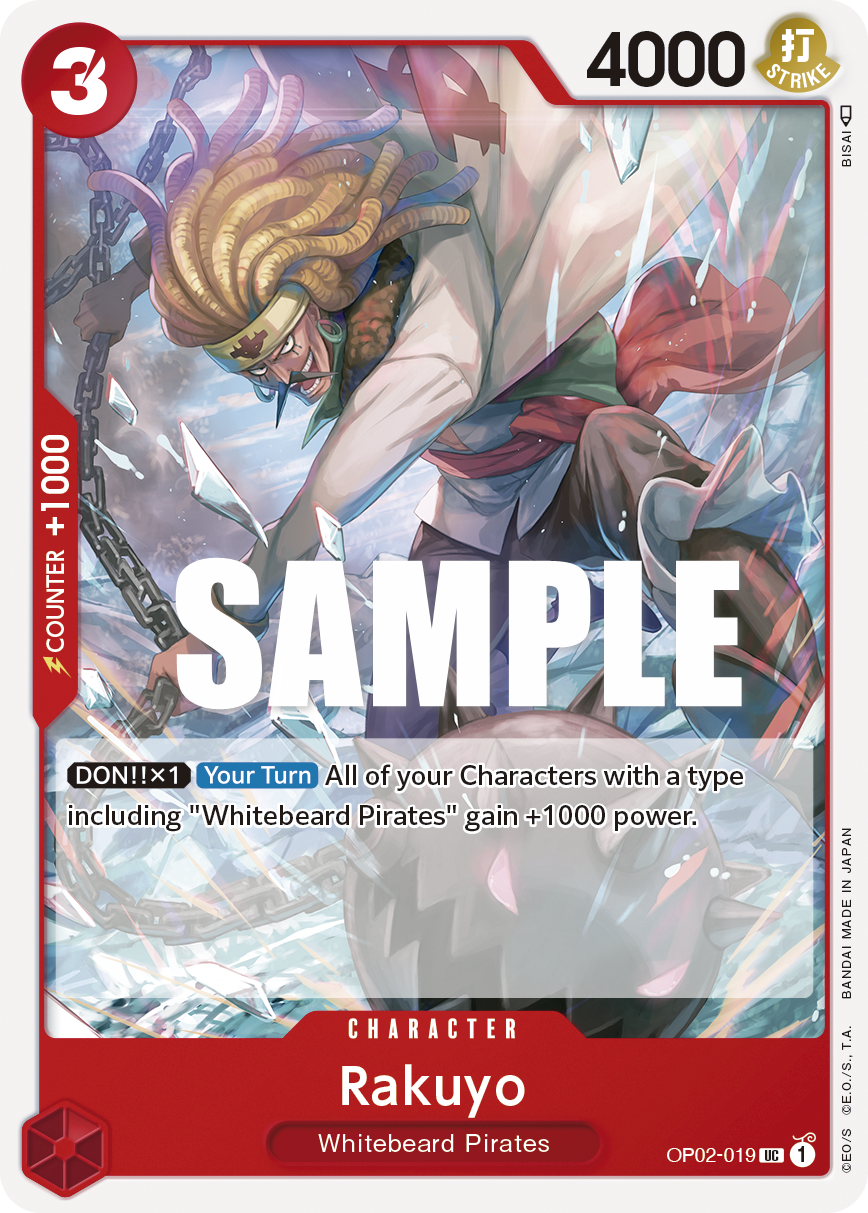 3
4000
打
STRIKE
BISAI
COUNTER +1000
SAMPLE
DON!!×1 Your Turn All of your Characters with a type
including "Whitebeard Pirates" gain +1000 power.
CHARACTER
Rakuyo
Whitebeard Pirates
OP02-019 UC 1
©EO/S ©E.O./S., T.A. BANDAI MADE IN JAPAN